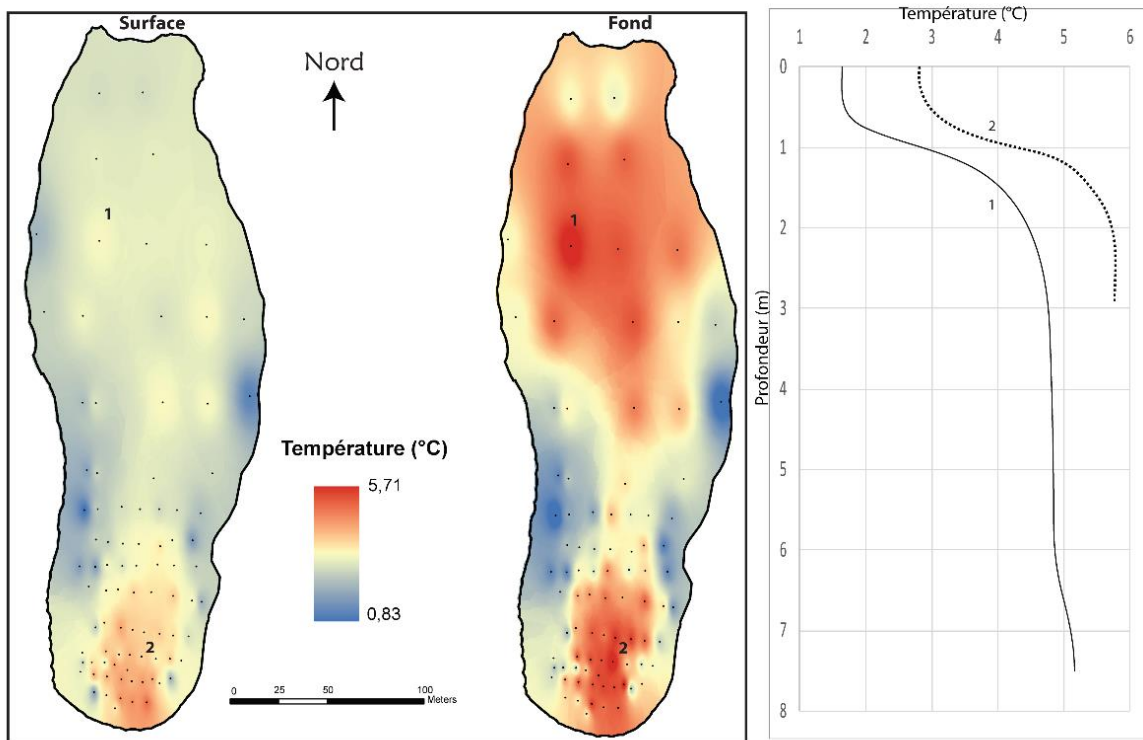 Surface
Fond
Nord
1
1
Température (°C)
5,71
0,83
2
2
0 25 50 100
Meters
Température (°C)
1 2 3 4 5 6
0
1
2
3
4
5
6
7
8
Profondeur (m)
2
1